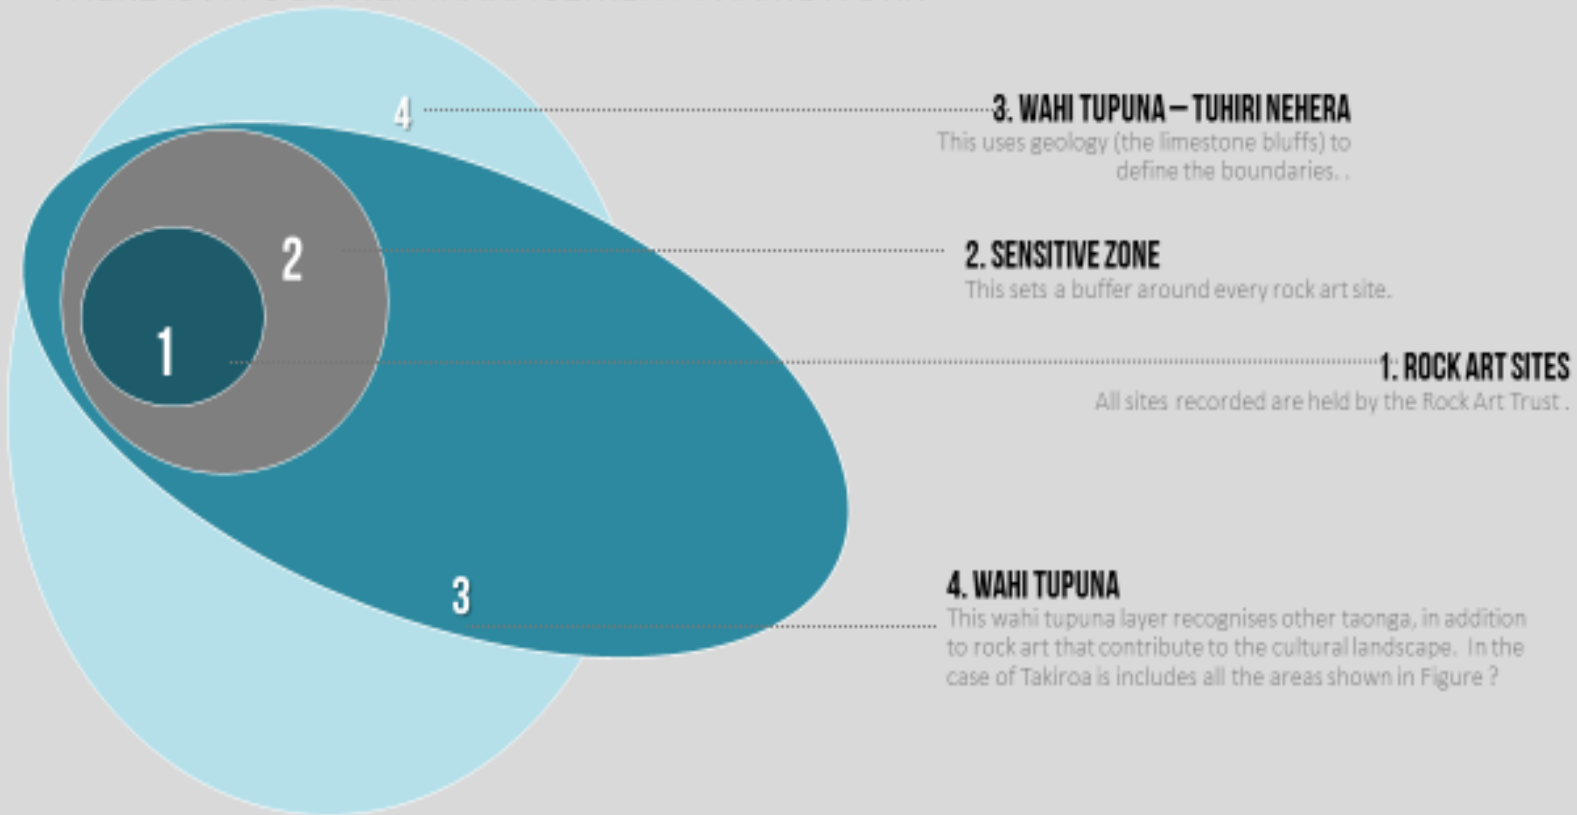 4
3. WAHI TUPUNA – TUHIRI NEHERA
This uses geology (the limestone bluffs) to
define the boundaries. .
2
2. SENSITIVE ZONE
This sets a buffer around every rock art site.
1
1. ROCK ART SITES
All sites recorded are held by the Rock Art Trust .
3
4. WAHI TUPUNA
This wahi tupuna layer recognises other taonga, in addition
to rock art that contribute to the cultural landscape. In the
case of Takiroa is includes all the areas shown in Figure ?